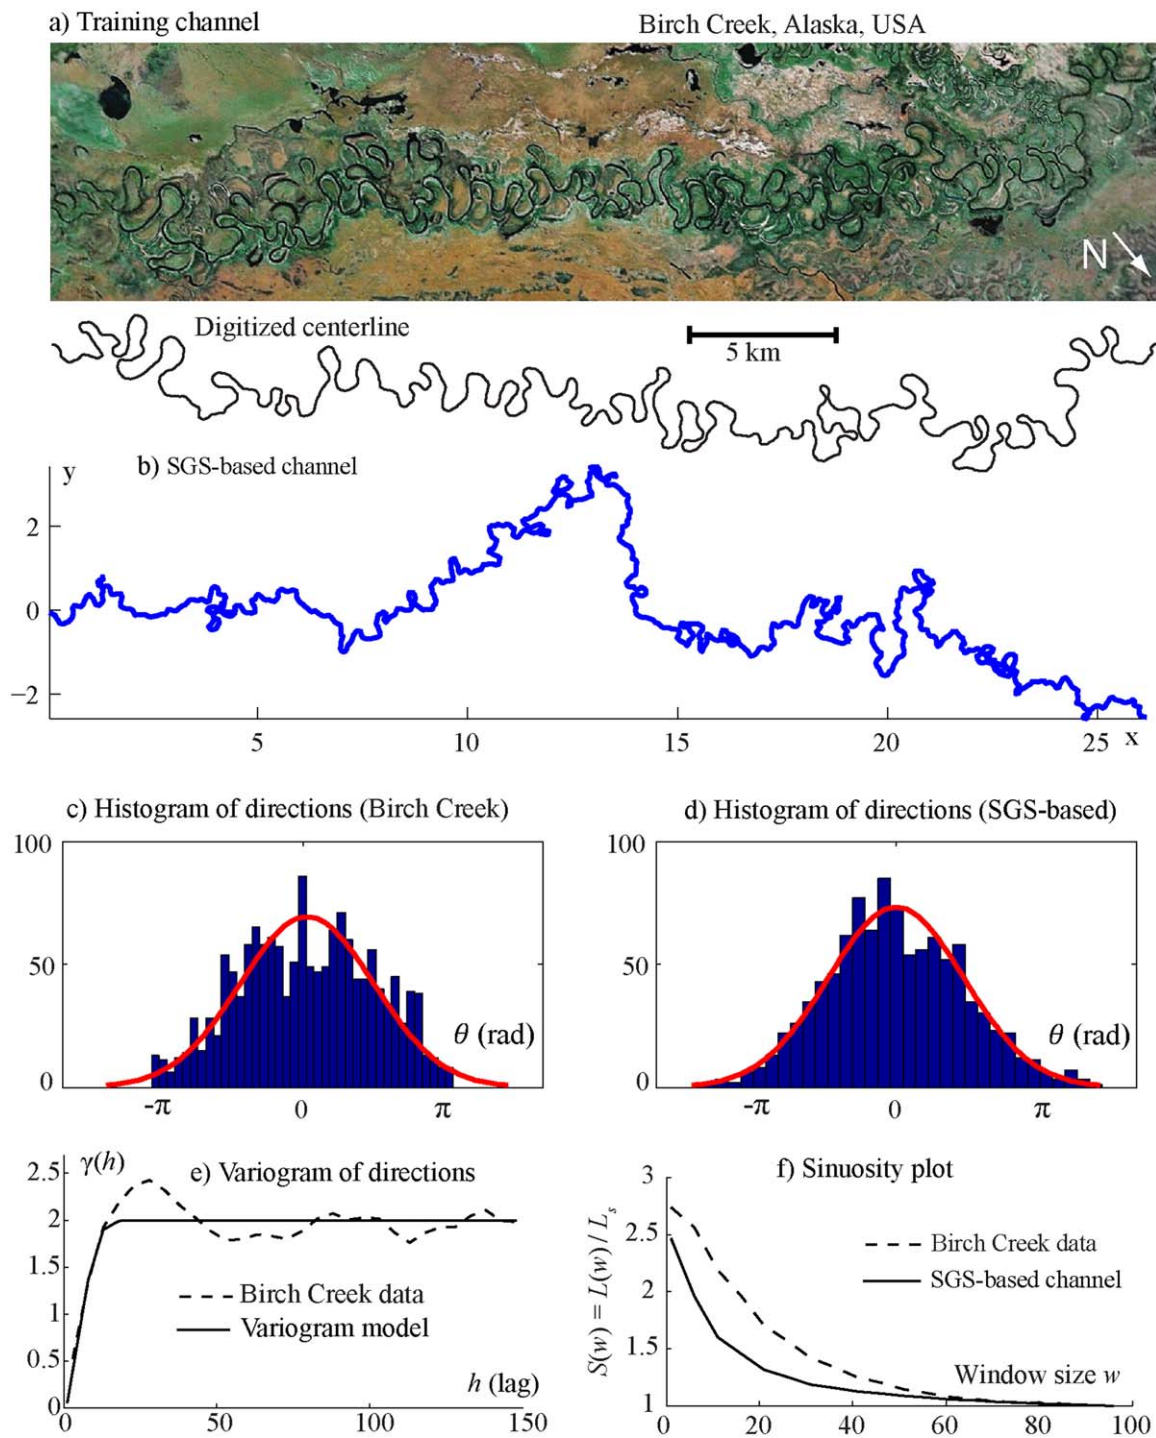 a) Training channel
Birch Creek, Alaska, USA
N
Digitized centerline
5 km
b) SGS-based channel
y
2
0
−2
5 10 15 20 25 x
c) Histogram of directions (Birch Creek)
100
50
0
θ (rad)
-π 0 π
d) Histogram of directions (SGS-based)
100
50
0
θ (rad)
-π 0 π
e) Variogram of directions
γ(h)
2.5
2
1.5
1
0.5
0
Birch Creek data
Variogram model
h (lag)
0 50 100 150
f) Sinuosity plot
S(w) = L(w) / Ls
3
2.5
2
1.5
1
Birch Creek data
SGS-based channel
Window size w
0 20 40 60 80 100